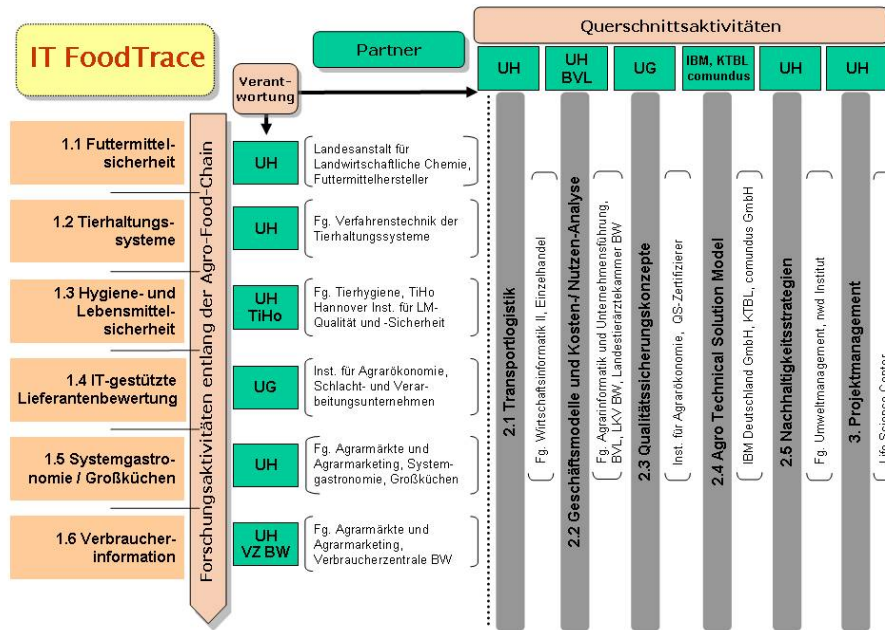 IT FoodTrace
Partner
Querschnittsaktivitäten
Verant-
wortung
UH
UH
BVL
UG
IBM, KTBL
comundus
UH
UH
Forschungsaktivitäten entlang der Agro-Food-Chain
1.1 Futtermittel-
sicherheit
UH
Landesanstalt für
Landwirtschaftliche Chemie,
Futtermittelhersteller
1.2 Tierhaltungs-
systeme
UH
Fg. Verfahrenstechnik der
Tierhaltungssysteme
1.3 Hygiene- und
Lebensmittel-
sicherheit
UH
TiHo
Fg. Tierhygiene, TiHo
Hannover Inst. für LM-
Qualität und -Sicherheit
1.4 IT-gestützte
Lieferantenbewertung
UG
Inst. für Agrarökonomie,
Schlacht- und Verar-
beitungsunternehmen
1.5 Systemgastro-
nomie / Großküchen
UH
Fg. Agrarmärkte und
Agrarmarketing, System-
gastronomie, Großküchen
1.6 Verbraucher-
information
UH
VZ BW
Fg. Agrarmärkte und
Agrarmarketing,
Verbraucherzentrale BW
2.1 Transportlogistik
Fg. Wirtschaftsinformatik II, Einzelhandel
2.2 Geschäftsmodelle und Kosten-/ Nutzen-Analyse
Fg. Agrarinformatik und Unternehmensführung,
BVL, LKV BW, Landestierärztekammer BW
2.3 Qualitätssicherungskonzepte
Inst. für Agrarökonomie, QS-Zertifizierer
2.4 Agro Technical Solution Model
IBM Deutschland GmbH, KTBL, comundus GmbH
2.5 Nachhaltigkeitsstrategien
Fg. Umweltmanagement, nwd Institut
3. Projektmanagement
Life Science Center